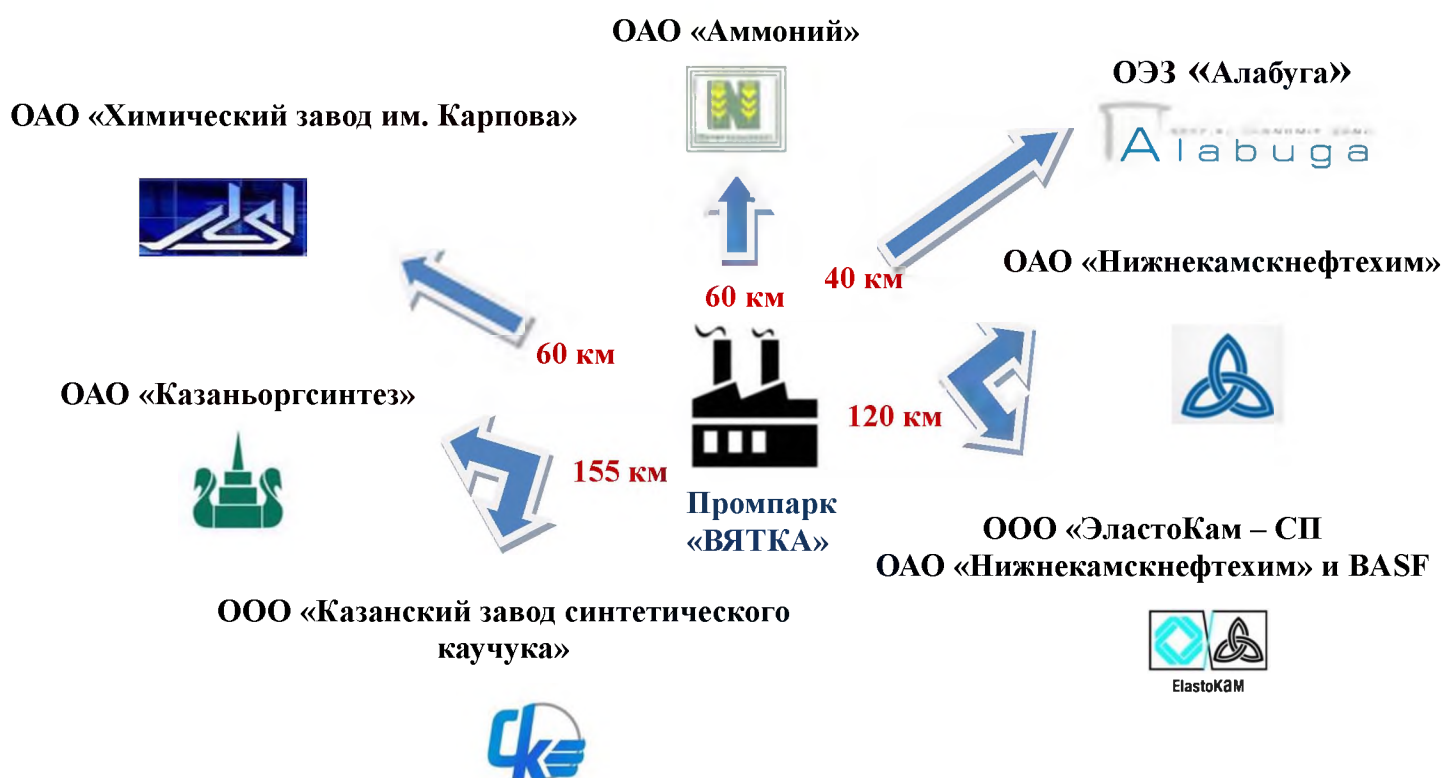 ОАО «Аммоний»
N
ОЭЗ «Алабуга»
Alabuga
ОАО «Химический завод им. Карпова»
ОАО «Нижнекамскнефтехим»
40 км
60 км
60 км
ОАО «Казаньоргсинтез»
120 км
155 км
Промпарк
«ВЯТКА»
ООО «ЭластоКам – СП
ОАО «Нижнекамскнефтехим» и BASF
ElastoKaM
ООО «Казанский завод синтетического
каучука»